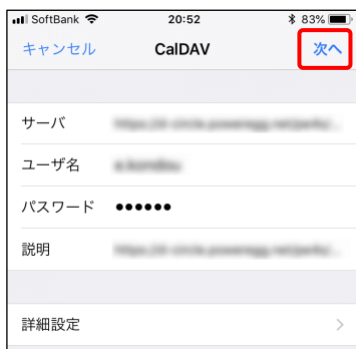 SoftBank 20:52 83%
キャンセル CalDAV 次へ
サーバ
ユーザ名
パスワード ●●●●●●
説明
詳細設定